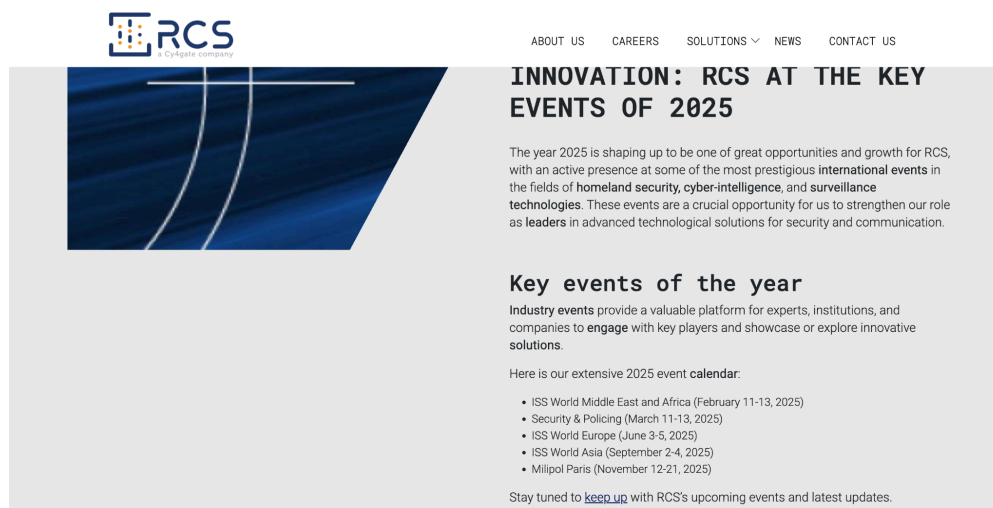 RCS
a Cy4gate company
ABOUT US
CAREERS
SOLUTIONS
NEWS
CONTACT US
INNOVATION: RCS AT THE KEY
EVENTS OF 2025
The year 2025 is shaping up to be one of great opportunities and growth for RCS,
with an active presence at some of the most prestigious international events in
the fields of homeland security, cyber-intelligence, and surveillance
technologies. These events are a crucial opportunity for us to strengthen our role
as leaders in advanced technological solutions for security and communication.
Key events of the year
Industry events provide a valuable platform for experts, institutions, and
companies to engage with key players and showcase or explore innovative
solutions.
Here is our extensive 2025 event calendar:
• ISS World Middle East and Africa (February 11-13, 2025)
• Security & Policing (March 11-13, 2025)
• ISS World Europe (June 3-5, 2025)
• ISS World Asia (September 2-4, 2025)
• Milipol Paris (November 12-21, 2025)
Stay tuned to keep up with RCS's upcoming events and latest updates.